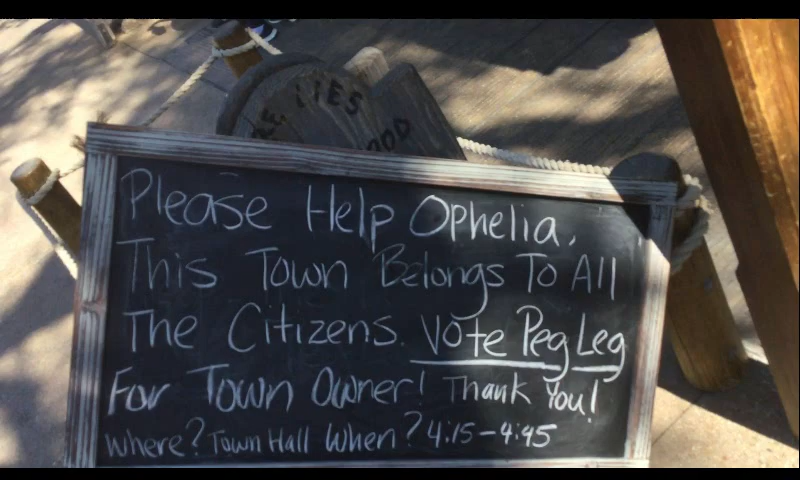 LIES
Please Help Ophelia.
This Town Belongs To All
The Citizens. Vote Peg Leg
For Town Owner! Thank You!
Where? Town Hall When? 4:15-4:45